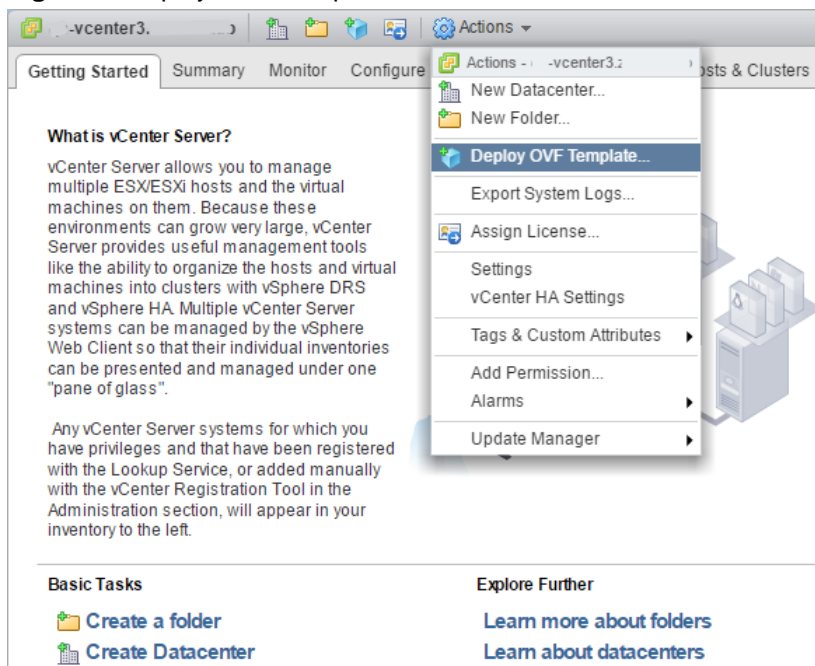 -vcenter3.
Actions
Getting Started Summary Monitor Configure
Actions - -vcenter3.
& Clusters
New Datacenter...
New Folder...
Deploy OVF Template...
Export System Logs...
Assign License...
Settings
vCenter HA Settings
Tags & Custom Attributes
Add Permission...
Alarms
Update Manager
What is vCenter Server?
vCenter Server allows you to manage
multiple ESX/ESXi hosts and the virtual
machines on them. Because these
environments can grow very large, vCenter
Server provides useful management tools
like the ability to organize the hosts and virtual
machines into clusters with vSphere DRS
and vSphere HA. Multiple vCenter Server
systems can be managed by the vSphere
Web Client so that their individual inventories
can be presented and managed under one
"pane of glass".
Any vCenter Server systems for which you
have privileges and that have been registered
with the Lookup Service, or added manually
with the vCenter Registration Tool in the
Administration section, will appear in your
inventory to the left.
Basic Tasks
Create a folder
Create Datacenter
Explore Further
Learn more about folders
Learn about datacenters